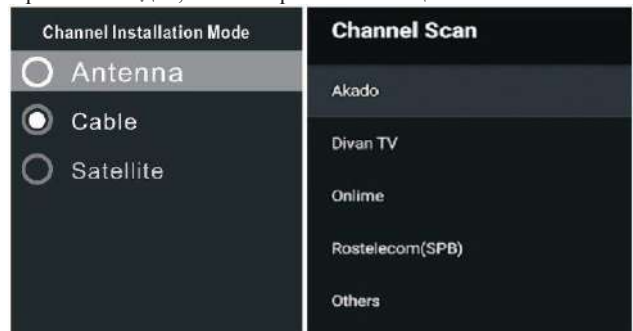 Channel Installation Mode
Antenna
Cable
Satellite
Channel Scan
Akado
Divan TV
Onlime
Rostelecom(SPB)
Others